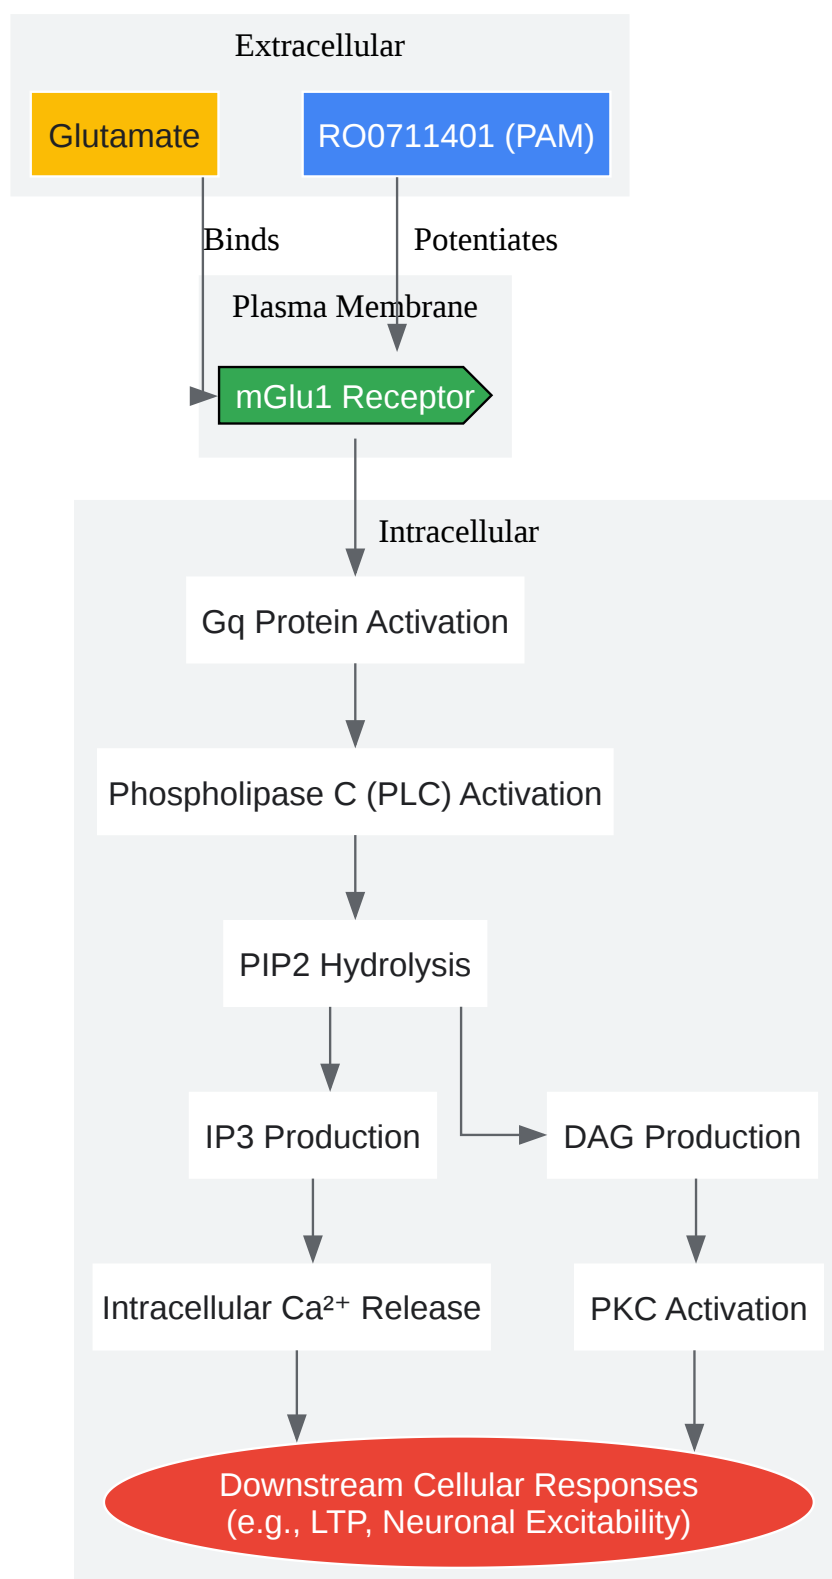 Extracellular
Glutamate
RO0711401 (PAM)
Binds
Potentiates
Plasma Membrane
mGlu1 Receptor
Intracellular
Gq Protein Activation
Phospholipase C (PLC) Activation
PIP2 Hydrolysis
IP3 Production
DAG Production
Intracellular Ca²⁺ Release
PKC Activation
Downstream Cellular Responses
(e.g., LTP, Neuronal Excitability)